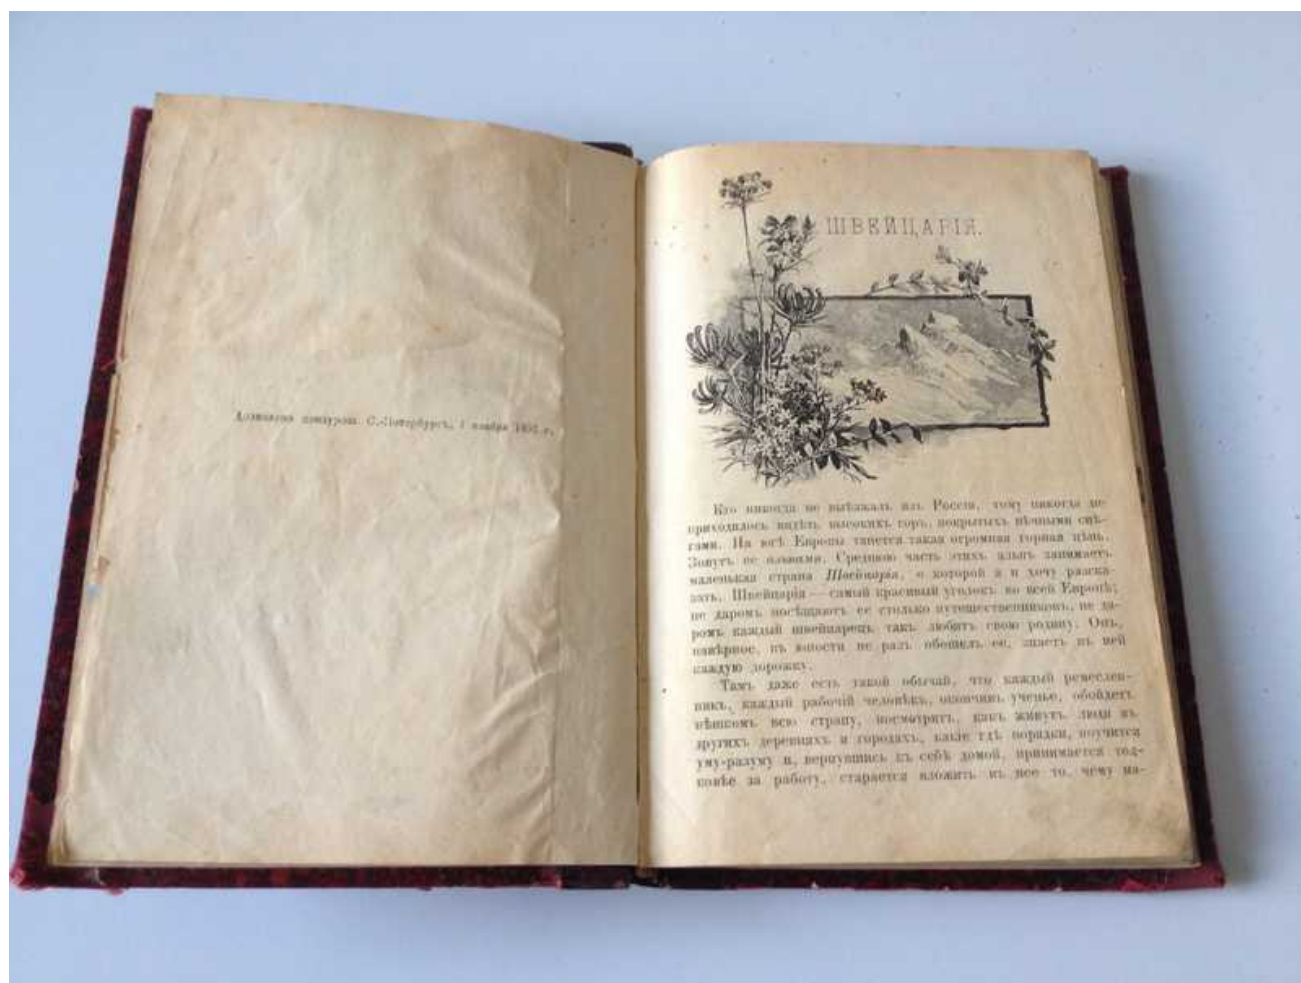 Дозволено цензурою. С.-Петербургъ, 1 ноября г.
ШВЕЙЦАРІЯ.
Кто никогда не выѣзжалъ изъ Россіи, тому никогда не
приходилось видѣть высокихъ горъ, покрытыхъ вѣчными снѣ-
гами. На югѣ Европы тянется такая огромная горная цѣпь.
Зовутъ ее альпами. Среднюю часть этихъ альпъ занимаетъ
маленькая страна Швейцарія, о которой я и хочу разска-
зать. Швейцарія — самый красивый уголокъ во всей Европѣ;
не даромъ посѣщаютъ ее столько путешественниковъ, не да-
ромъ каждый швейцарецъ такъ любитъ свою родину. Онъ,
навѣрное, въ юности не разъ обошелъ ее, знаетъ въ ней
каждую дорожку.
Тамъ даже есть такой обычай, что каждый ремеслен-
никъ, каждый рабочій человѣкъ, окончивъ ученье, обойдетъ
пѣшкомъ всю страну, посмотритъ, какъ живутъ люди въ
другихъ деревняхъ и городахъ, какіе гдѣ порядки, поучится
уму-разуму и, вернувшись къ себѣ домой, принимается тол-
ковѣе за работу, старается вложить въ нее то, чему на-